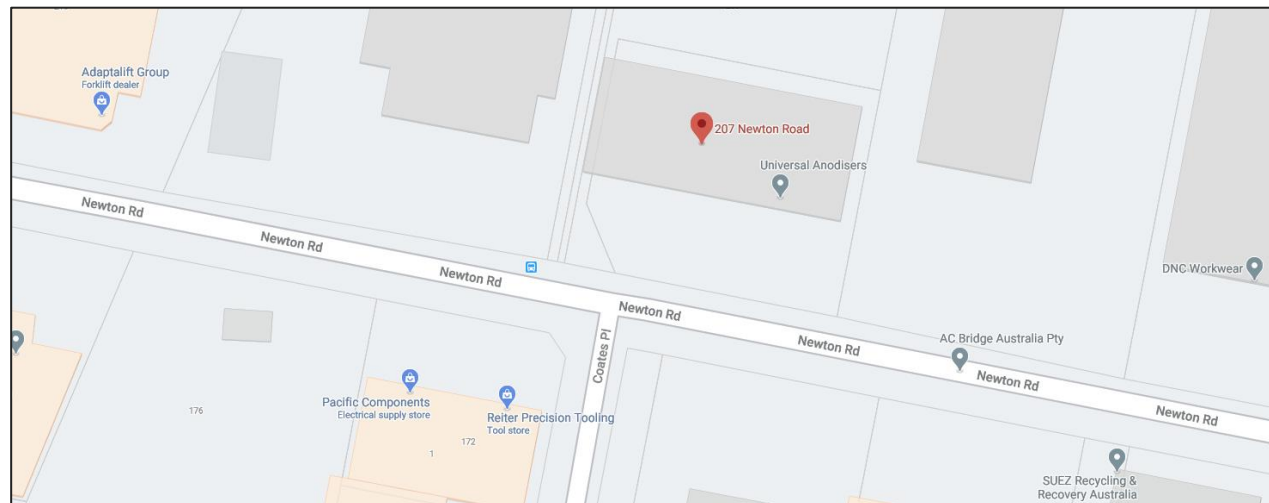 Adaptalift Group
Forklift dealer
207 Newton Road
Universal Anodisers
Newton Rd
Newton Rd
Newton Rd
DNC Workwear
Newton Rd
Newton Rd
AC Bridge Australia Pty
Newton Rd
Newton Rd
Coates Pl
Pacific Components
Electrical supply store
Reiter Precision Tooling
Tool store
176
172
1
SUEZ Recycling &
Recovery Australia